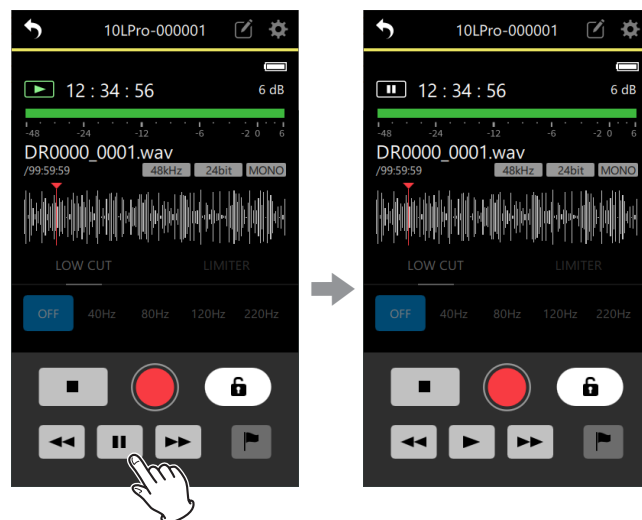 10LPro-000001
12 : 34 : 56
6 dB
-48 -24 -12 -6 -2 0 6
DR0000_0001.wav
/99:59:59 48kHz 24bit MONO
LOW CUT LIMITER
OFF 40Hz 80Hz 120Hz 220Hz
10LPro-000001
12 : 34 : 56
6 dB
-48 -24 -12 -6 -2 0 6
DR0000_0001.wav
/99:59:59 48kHz 24bit MONO
LOW CUT LIMITER
OFF 40Hz 80Hz 120Hz 220Hz